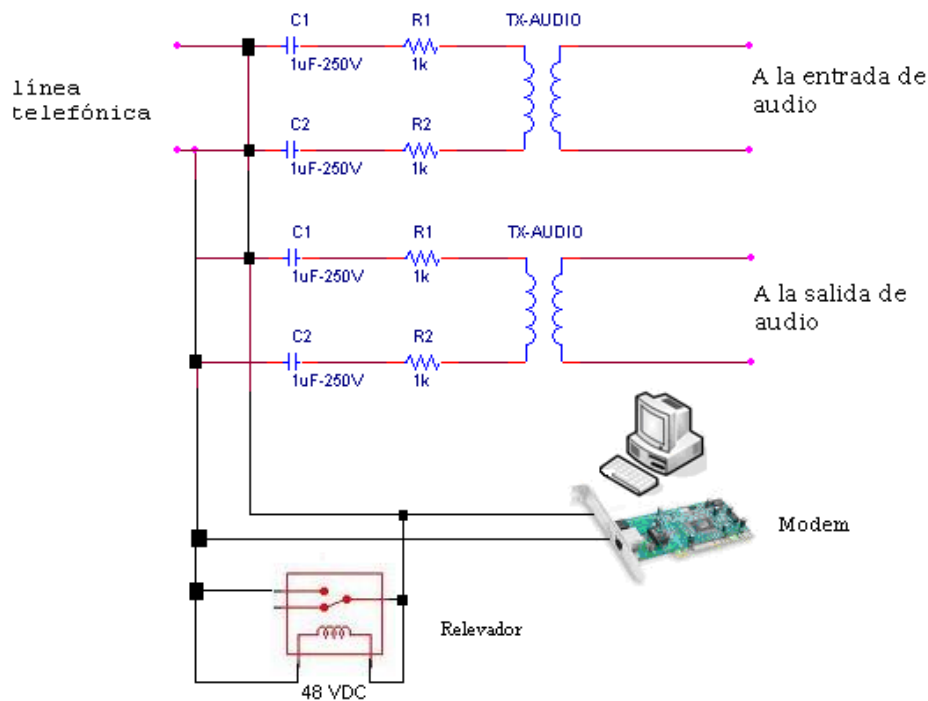 C1 R1 TX-AUDIO
1uF-250V 1k
línea
telefónica
A la entrada de
audio
C2 R2
1uF-250V 1k
C1 R1 TX-AUDIO
1uF-250V 1k
A la salida de
audio
C2 R2
1uF-250V 1k
Modem
Relevador
48 VDC